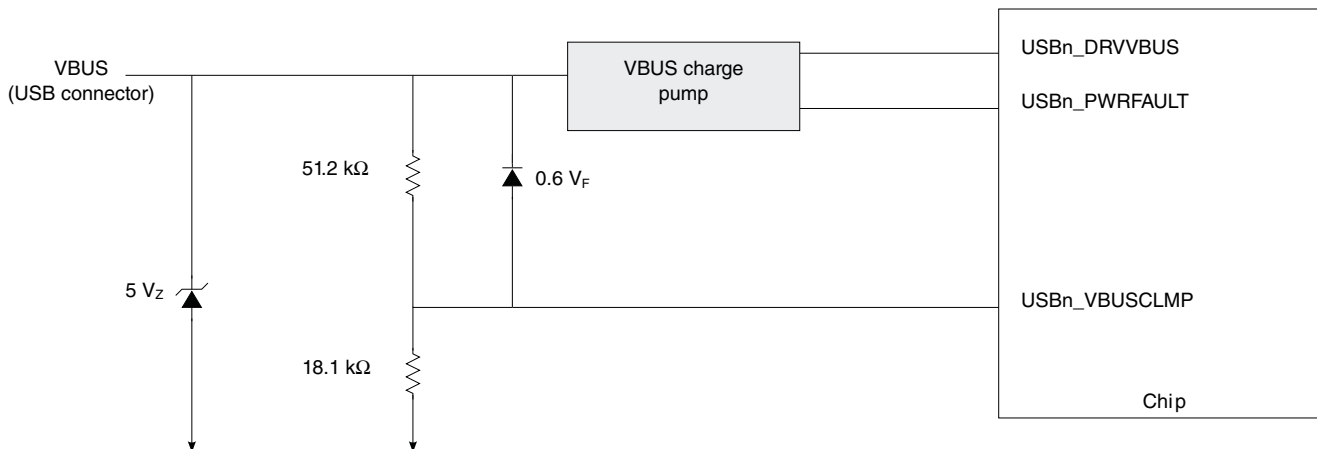 USBn_DRVVBUS
VBUS
(USB connector)
VBUS charge
pump
USBn_PWRFAULT
51.2 kΩ
0.6 VF
5 VZ
USBn_VBUSCLMP
18.1 kΩ
Chip